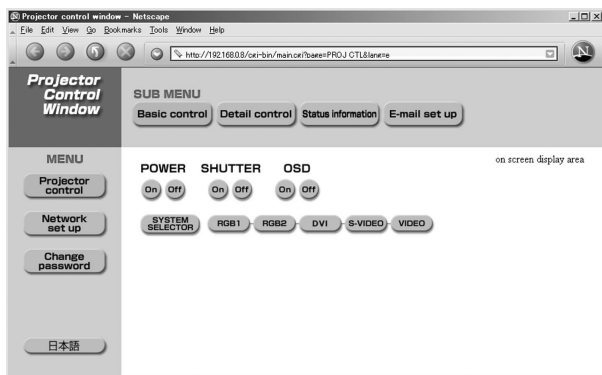 Projector control window - Netscape
File Edit View Go Bookmarks Tools Window Help
http://192.168.0.8/cgi-bin/main.cgi?page=PROJ CTL&lang=e
Projector
Control
Window
SUB MENU
Basic control Detail control Status information E-mail set up
MENU
Projector
control
Network
set up
Change
password
日本語
POWER SHUTTER OSD
On Off On Off On Off
SYSTEM
SELECTOR
RGB1 RGB2 DVI S-VIDEO VIDEO
on screen display area